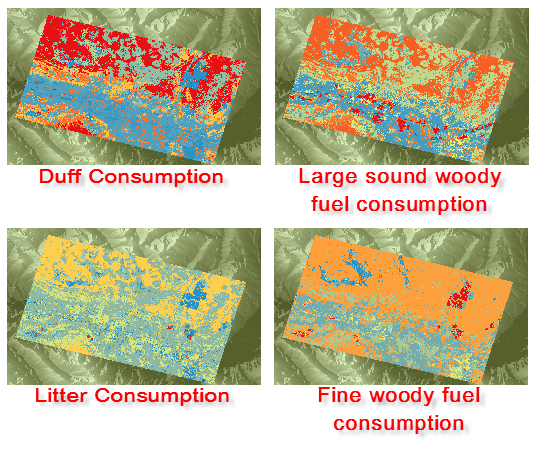 Duff Consumption
Large sound woody
fuel consumption
Litter Consumption
Fine woody fuel
consumption